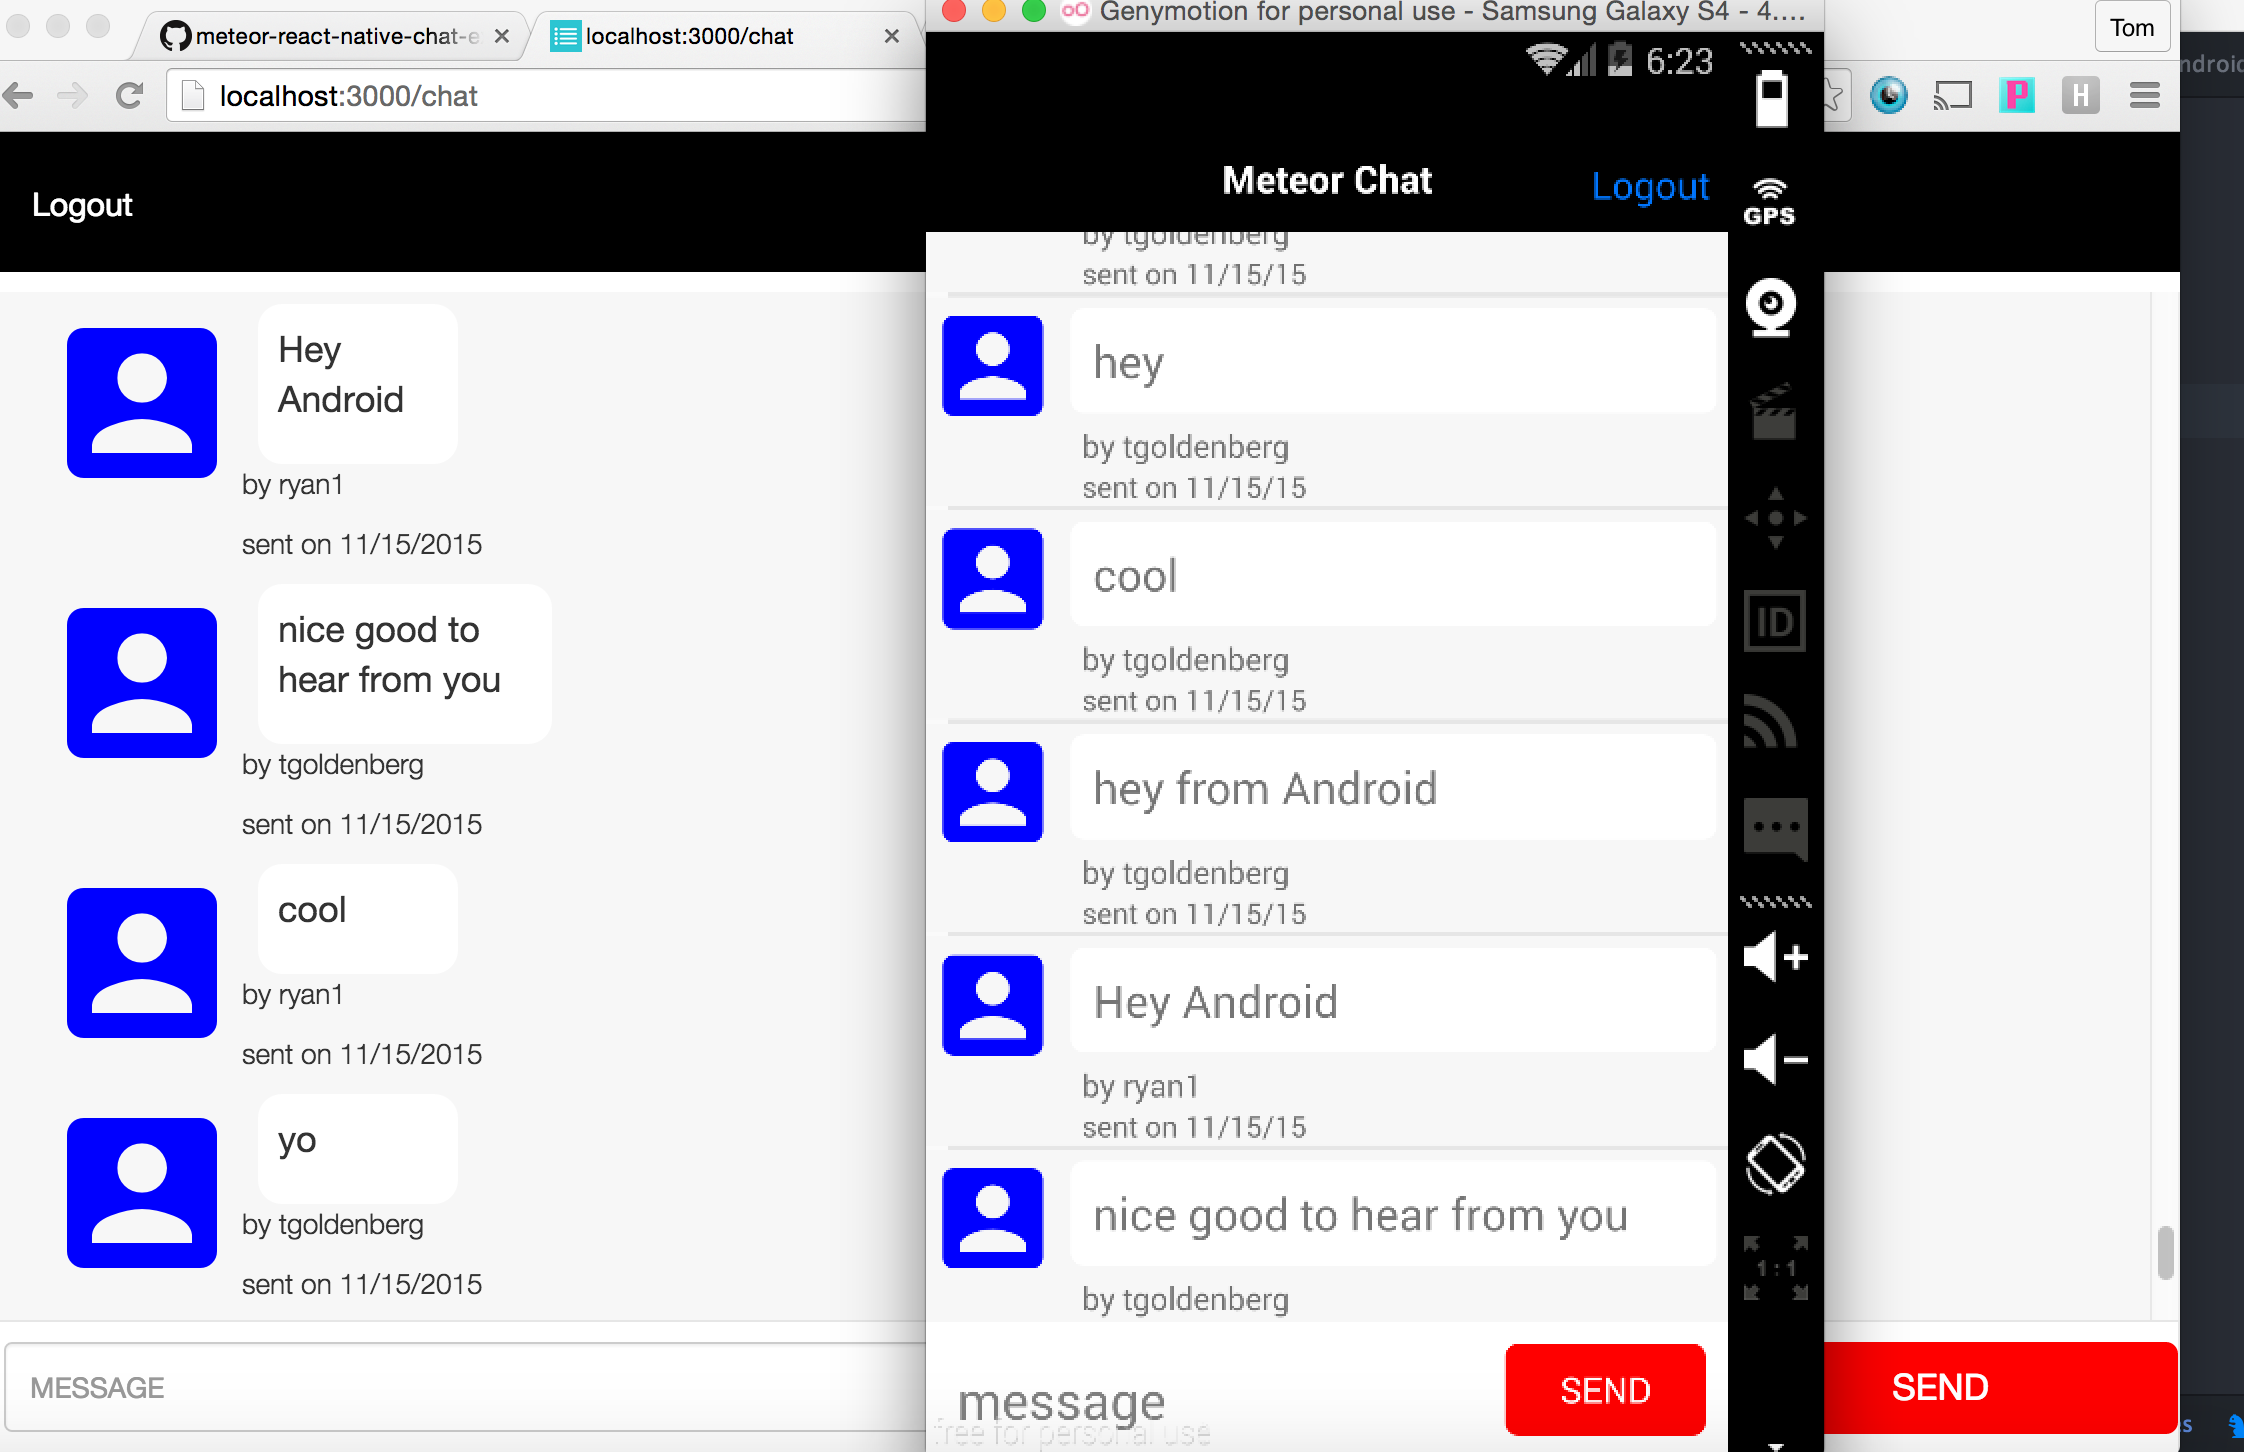 meteor-react-native-chat-e
localhost:3000/chat
localhost:3000/chat
Logout
Hey
Android
by ryan1
sent on 11/15/2015
nice good to
hear from you
by tgoldenberg
sent on 11/15/2015
cool
by ryan1
sent on 11/15/2015
yo
by tgoldenberg
sent on 11/15/2015
MESSAGE
Genymotion for personal use - Samsung Galaxy S4 - 4....
6:23
Meteor Chat
Logout
by tgoldenberg
sent on 11/15/15
hey
by tgoldenberg
sent on 11/15/15
cool
by tgoldenberg
sent on 11/15/15
hey from Android
by tgoldenberg
sent on 11/15/15
Hey Android
by ryan1
sent on 11/15/15
nice good to hear from you
by tgoldenberg
message
SEND
free for personal use
GPS
ID
1:1
Tom
P
H
SEND